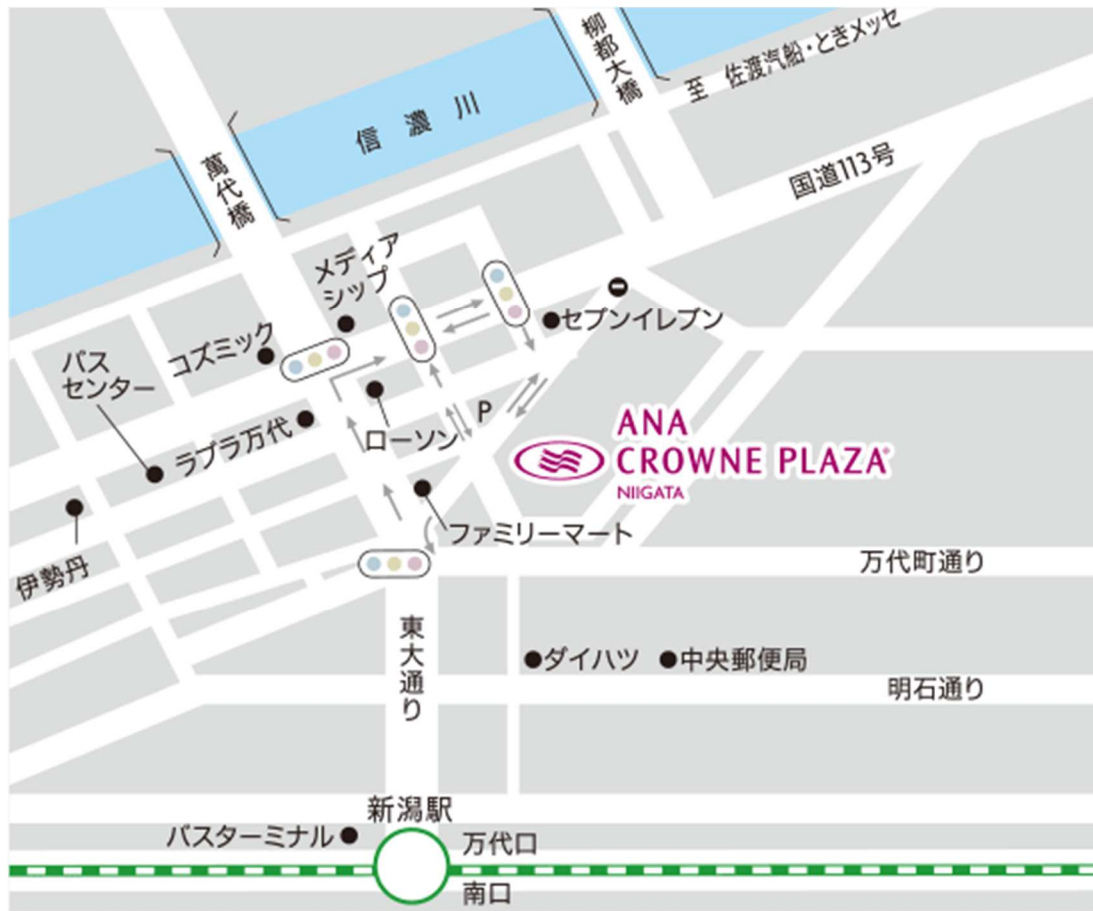 柳都大橋
至 佐渡汽船・ときメッセ
信濃川
萬代橋
国道113号
メディア
シップ
コズミック
セブンイレブン
バス
センター
ラブラ万代
ローソン
P
ANA
CROWNE PLAZA®
NIIGATA
ファミリーマート
伊勢丹
万代町通り
東大通り
ダイハツ
中央郵便局
明石通り
新潟駅
バスターミナル
万代口
南口